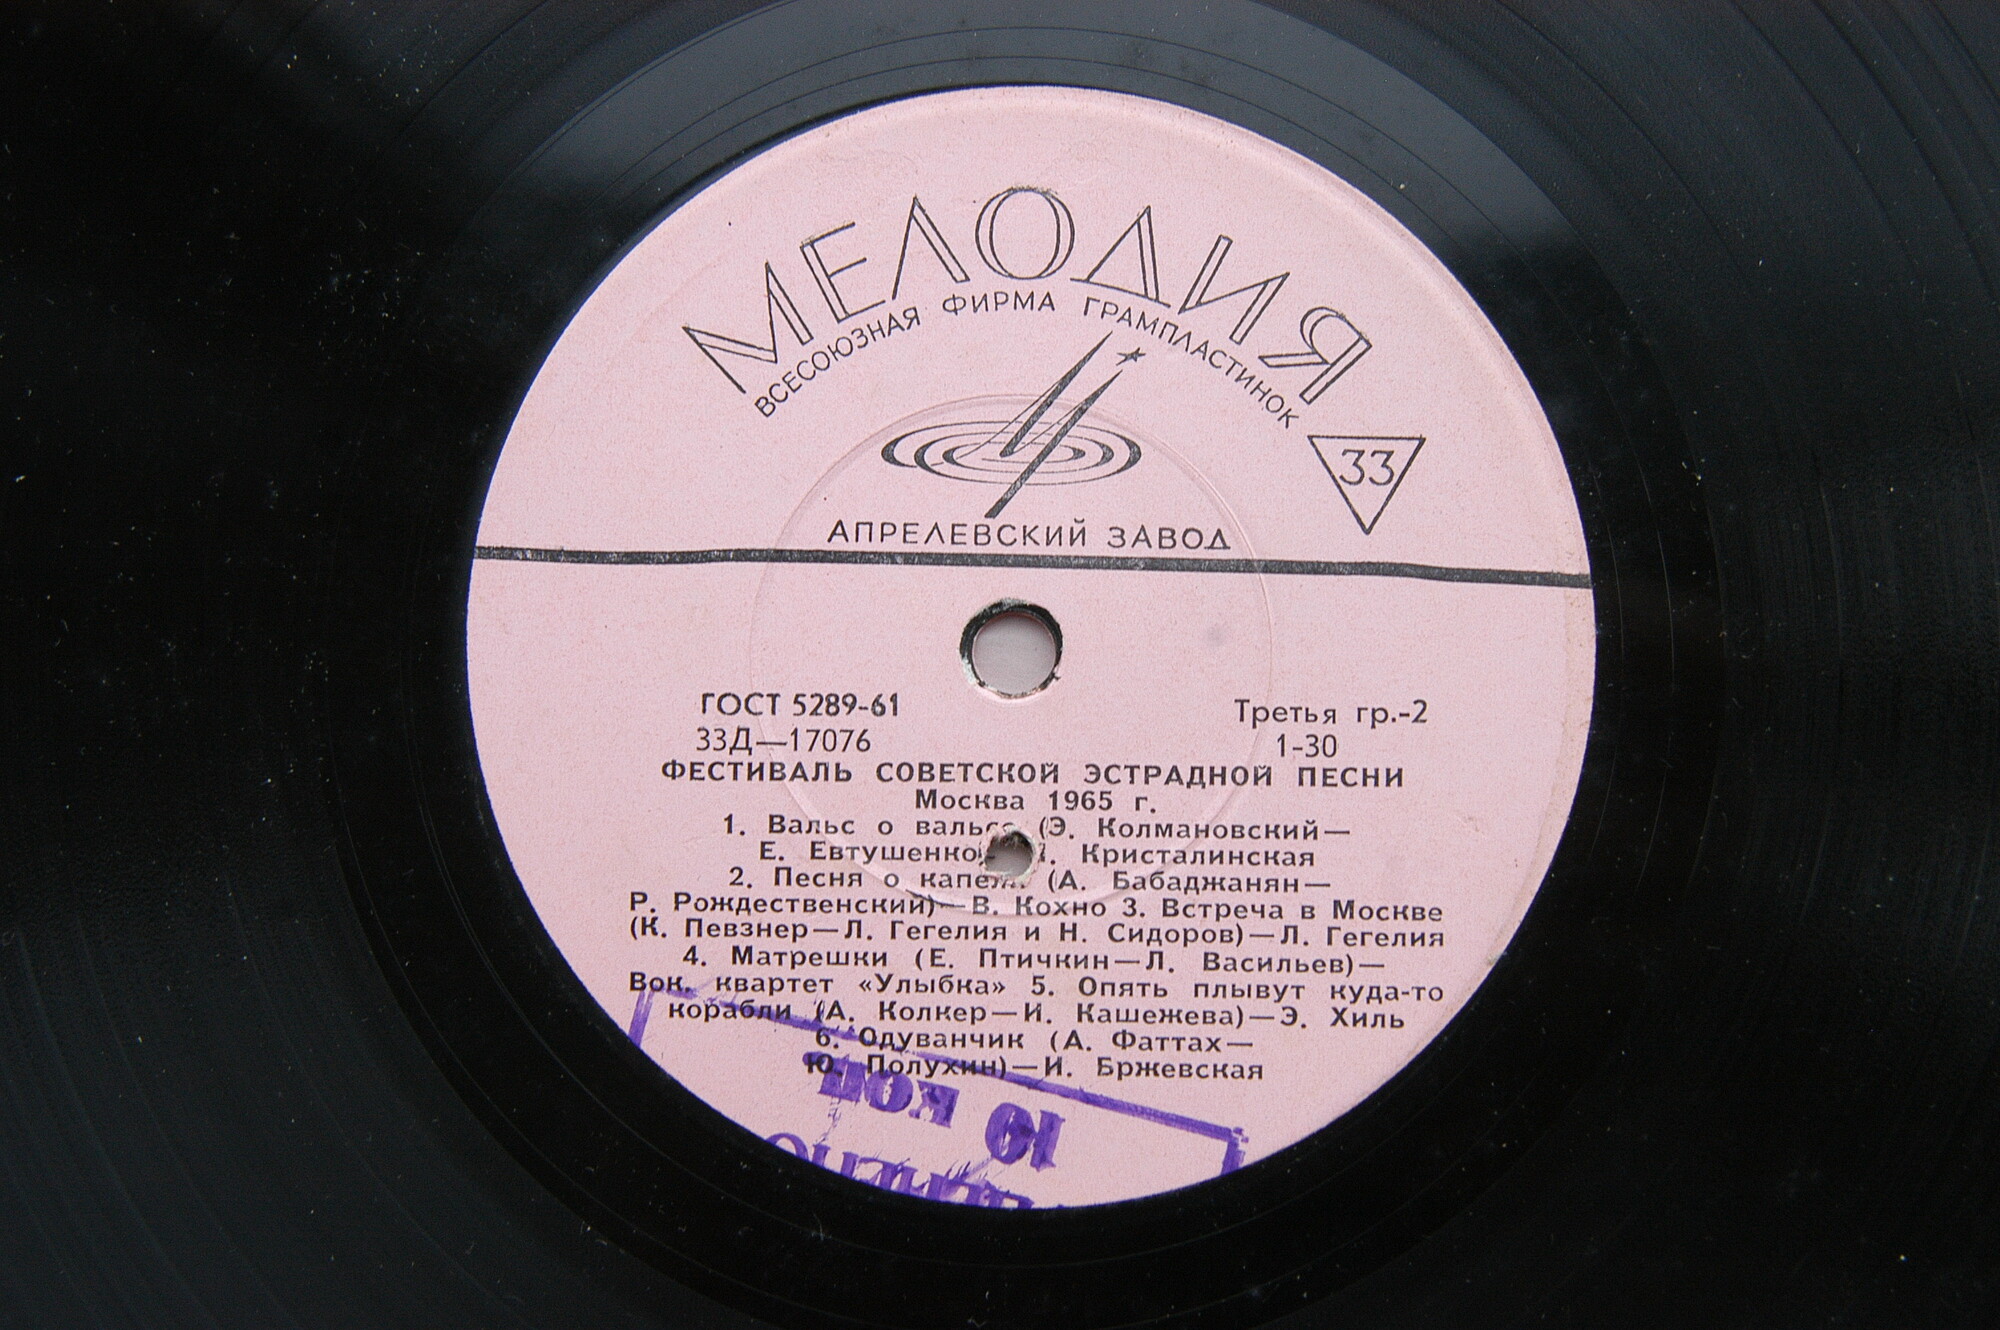 МЕЛОДИЯ
ВСЕСОЮЗНАЯ ФИРМА ГРАМПЛАСТИНОК
33
АПРЕЛЕВСКИЙ ЗАВОД
ГОСТ 5289-61 Третья гр.-2
33Д—17076 1-30
ФЕСТИВАЛЬ СОВЕТСКОЙ ЭСТРАДНОЙ ПЕСНИ
Москва 1965 г.
1. Вальс о вальсе (Э. Колмановский—
Е. Евтушенко Кристалинская
2. Песня о капели (А. Бабаджанян—
Р. Рождественский)—В. Кохно 3. Встреча в Москве
(К. Певзнер—Л. Гегелия и Н. Сидоров)—Л. Гегелия
4. Матрешки (Е. Птичкин—Л. Васильев)—
Вок. квартет «Улыбка» 5. Опять плывут куда-то
корабли (А. Колкер—И. Кашежева)—Э. Хиль
6. Одуванчик (А. Фаттах—
Ю. Полухин)—И. Бржевская
10 коп